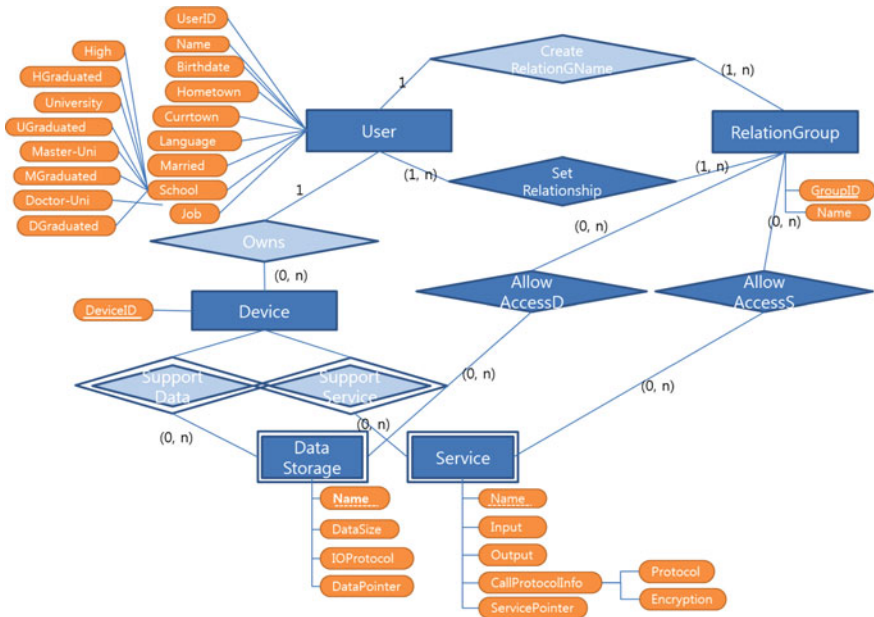 UserID
Name
Birthdate
Hometown
Currtown
Language
Married
School
Job
High
HGraduated
University
UGraduated
Master-Uni
MGraduated
Doctor-Uni
DGraduated
User
1
Create
RelationGName
(1, n)
RelationGroup
(1, n)
Set
Relationship
(1, n)
GroupID
Name
1
Owns
(0, n)
DeviceID
Device
(0, n)
Allow
AccessD
(0, n)
Allow
AccessS
Support
Data
Support
Service
(0, n)
(0, n)
(0, n)
(0, n)
Data
Storage
Service
Name
DataSize
IOProtocol
DataPointer
Name
Input
Output
CallProtocolInfo
ServicePointer
Protocol
Encryption